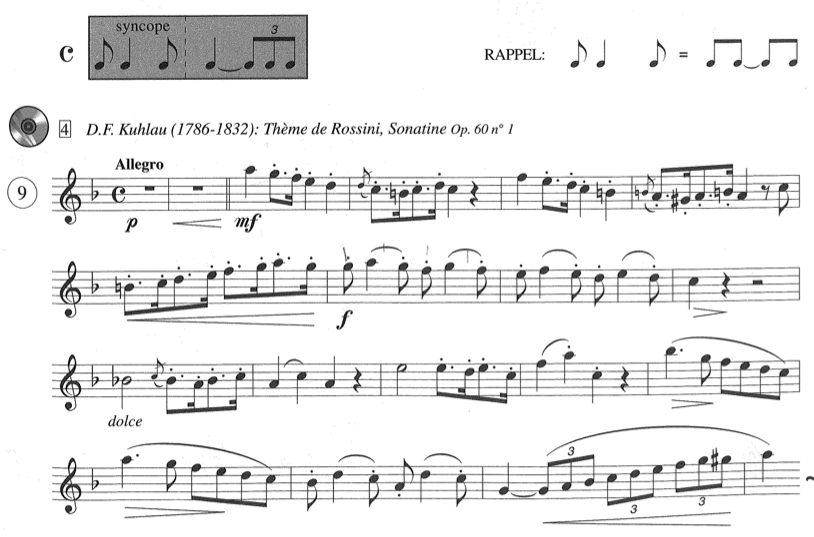 syncope
3
RAPPEL: =
4 D.F. Kuhlau (1786-1832): Thème de Rossini, Sonatine Op. 60 n° 1
Allegro
9
p mf
f
dolce
3
3 3